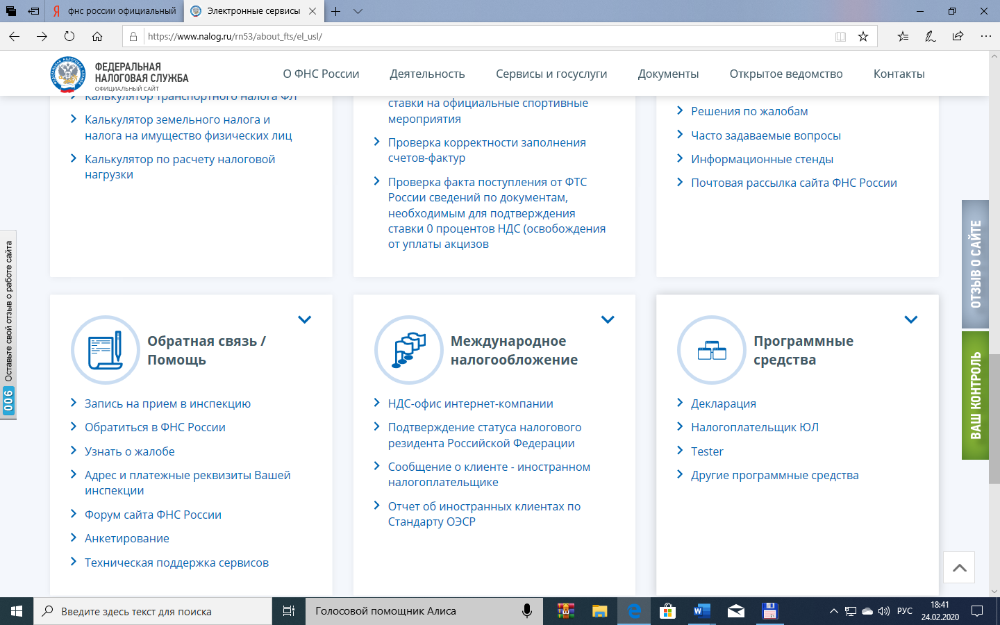 фнс россии официальный
Электронные сервисы
https://www.nalog.ru/rn53/about_fts/el_usl/
ФЕДЕРАЛЬНАЯ
НАЛОГОВАЯ СЛУЖБА
ОФИЦИАЛЬНЫЙ САЙТ
О ФНС России
Деятельность
Сервисы и госуслуги
Документы
Открытое ведомство
Контакты
Калькулятор транспортного налога ФЛ
Калькулятор земельного налога и
налога на имущество физических лиц
Калькулятор по расчету налоговой
нагрузки
ставки на официальные спортивные
мероприятия
Проверка корректности заполнения
счетов-фактур
Проверка факта поступления от ФТС
России сведений по документам,
необходимым для подтверждения
ставки 0 процентов НДС (освобождения
от уплаты акцизов
Решения по жалобам
Часто задаваемые вопросы
Информационные стенды
Почтовая рассылка сайта ФНС России
Оставьте свой отзыв о работе сайта
006
ОТЗЫВ О САЙТЕ
ВАШ КОНТРОЛЬ
Обратная связь /
Помощь
Запись на прием в инспекцию
Обратиться в ФНС России
Узнать о жалобе
Адрес и платежные реквизиты Вашей
инспекции
Форум сайта ФНС России
Анкетирование
Техническая поддержка сервисов
Международное
налогообложение
НДС-офис интернет-компании
Подтверждение статуса налогового
резидента Российской Федерации
Сообщение о клиенте - иностранном
налогоплательщике
Отчет об иностранных клиентах по
Стандарту ОЭСР
Программные
средства
Декларация
Налогоплательщик ЮЛ
Tester
Другие программные средства
Введите здесь текст для поиска
Голосовой помощник Алиса
РУС
18:41
24.02.2020